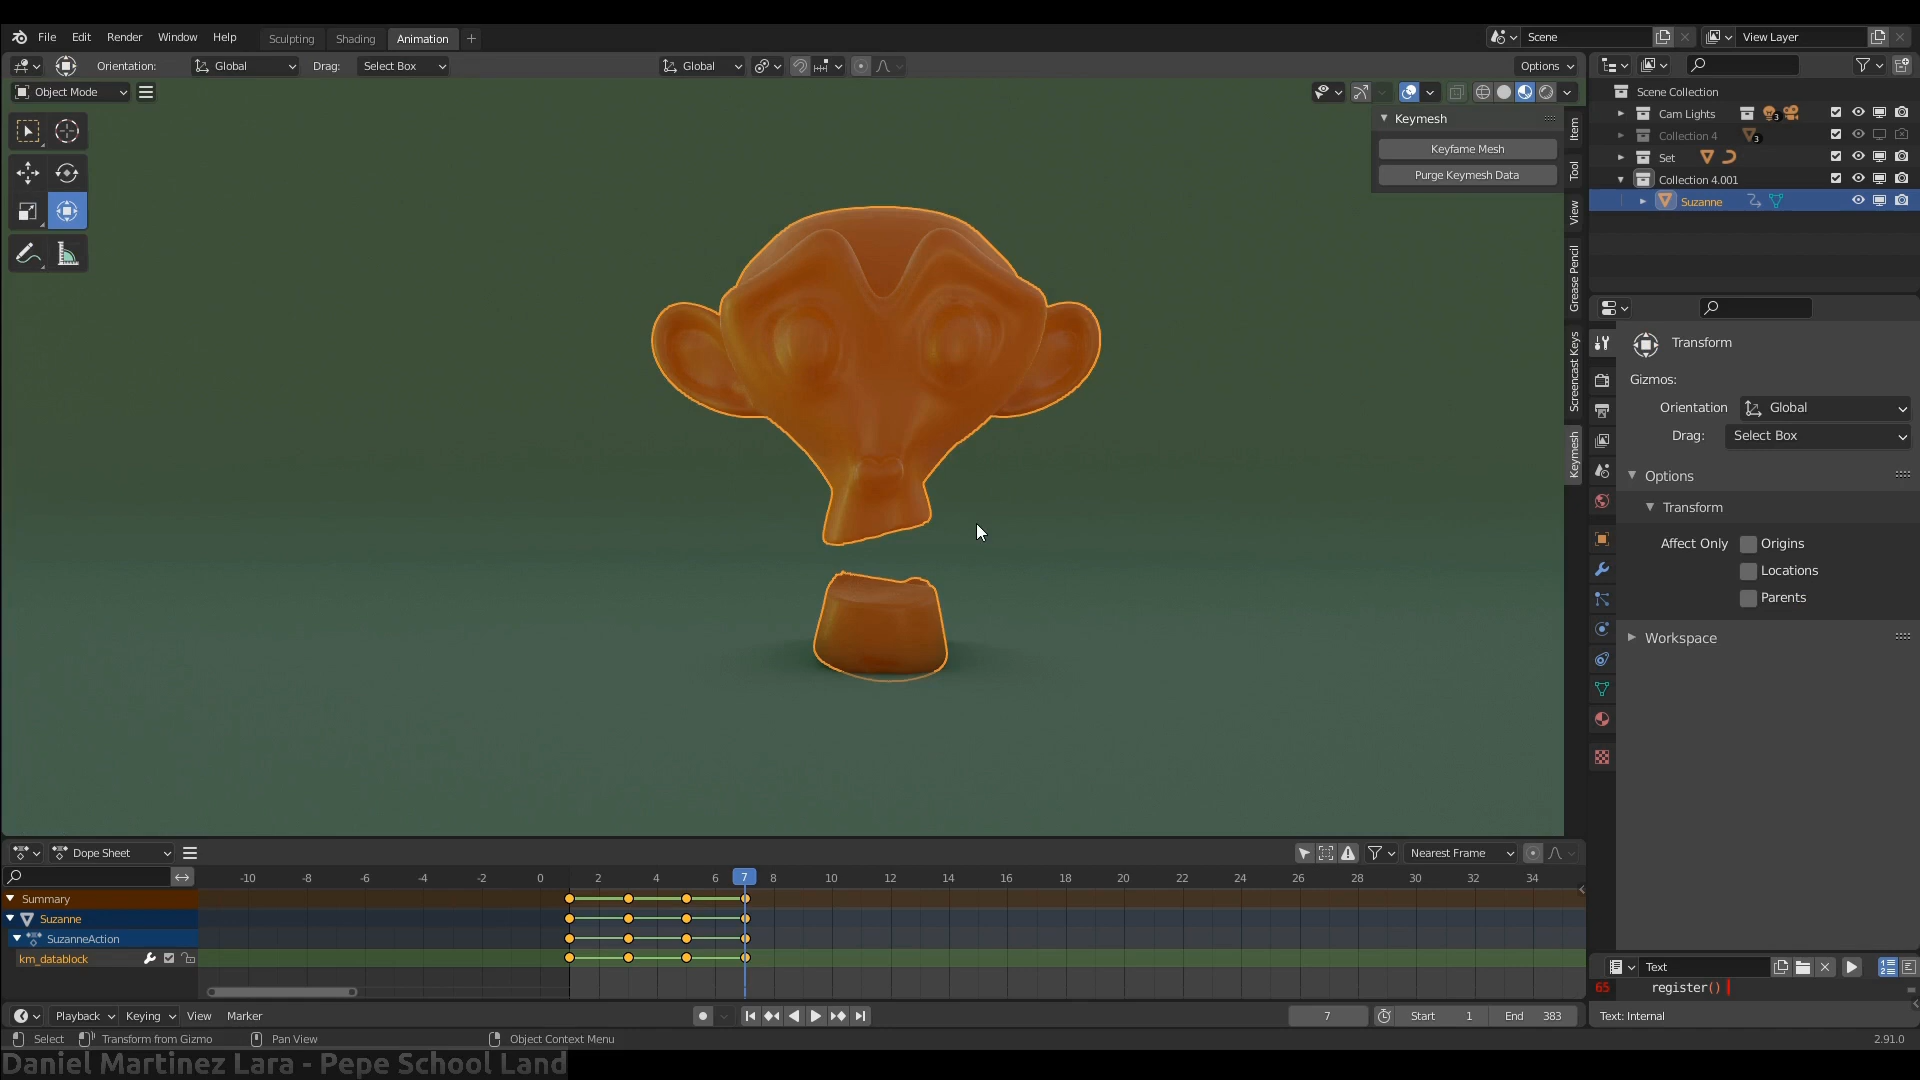 File Edit Render Window Help Sculpting Shading Animation + Scene View Layer
Orientation: Global Drag: Select Box Global Options
Object Mode
Keymesh
Keyfame Mesh
Purge Keymesh Data
Item
Tool
View
Grease Pencil
Screencast Keys
Keymesh
Scene Collection
Cam Lights 3
Collection 4 3
Set
Collection 4.001
Suzanne
Transform
Gizmos:
Orientation Global
Drag: Select Box
Options
Transform
Affect Only Origins
Locations
Parents
Workspace
Dope Sheet Nearest Frame
-10 -8 -6 -4 -2 0 2 4 6 7 8 10 12 14 16 18 20 22 24 26 28 30 32 34
Summary
Suzanne
SuzanneAction
km_datablock
Text
65 register()
Playback Keying View Marker 7 Start 1 End 383 Text: Internal
Select Transform from Gizmo Pan View Object Context Menu 2.91.0
Daniel Martinez Lara - Pepe School Land